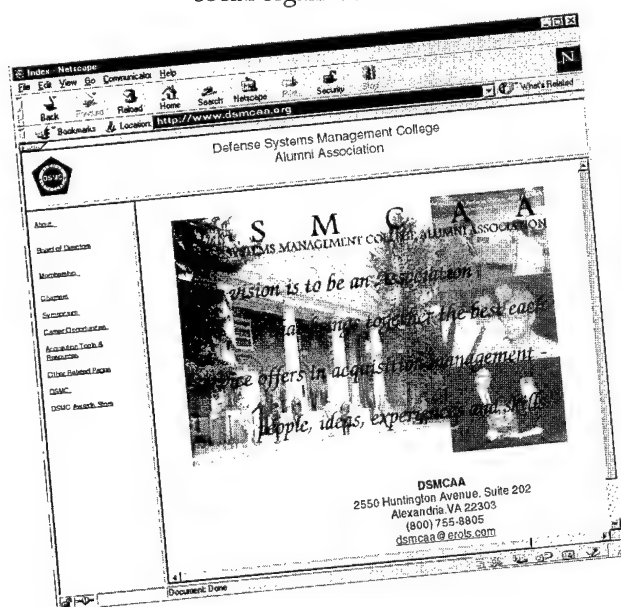 Index - Netscape
File Edit View Go Communicator Help
Back Reload Home Search Netscape Print Security Stop
Bookmarks Location: http://www.dsmcaa.org What's Related
N
Defense Systems Management College
Alumni Association
DSMC
About
Board of Directors
Membership
Chapters
Symposium
Career Opportunities
Acquisition Tools &
Resources
Other Related Pages
DSMC
DSMC Awards Store
S M C A A
SYSTEMS MANAGEMENT COLLEGE ALUMNI ASSOCIATION
vision is to be an Association
that brings together the best each
offers in acquisition management -
people, ideas, experiences and skills
DSMCAA
2550 Huntington Avenue, Suite 202
Alexandria, VA 22303
(800) 755-8805
dsmcaa@erols.com
Document: Done